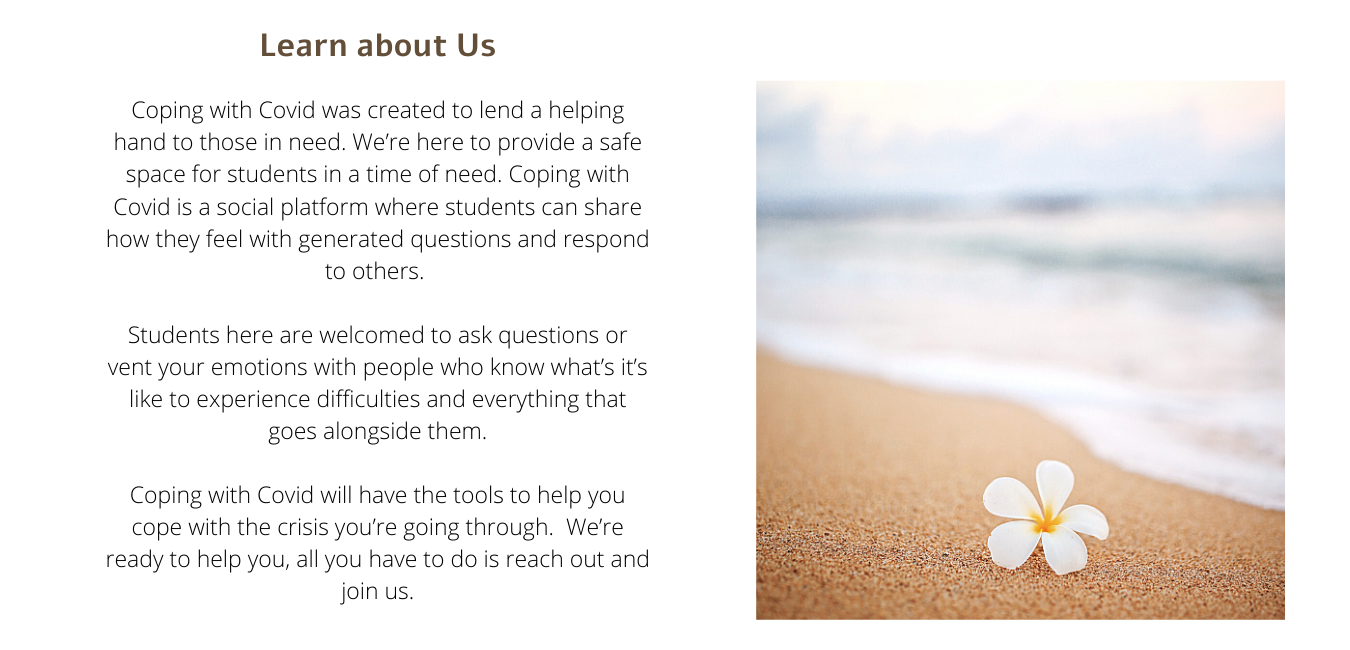 Learn about Us
Coping with Covid was created to lend a helping
hand to those in need. We’re here to provide a safe
space for students in a time of need. Coping with
Covid is a social platform where students can share
how they feel with generated questions and respond
to others.
Students here are welcomed to ask questions or
vent your emotions with people who know what’s it’s
like to experience difficulties and everything that
goes alongside them.
Coping with Covid will have the tools to help you
cope with the crisis you’re going through.  We’re
ready to help you, all you have to do is reach out and
join us.